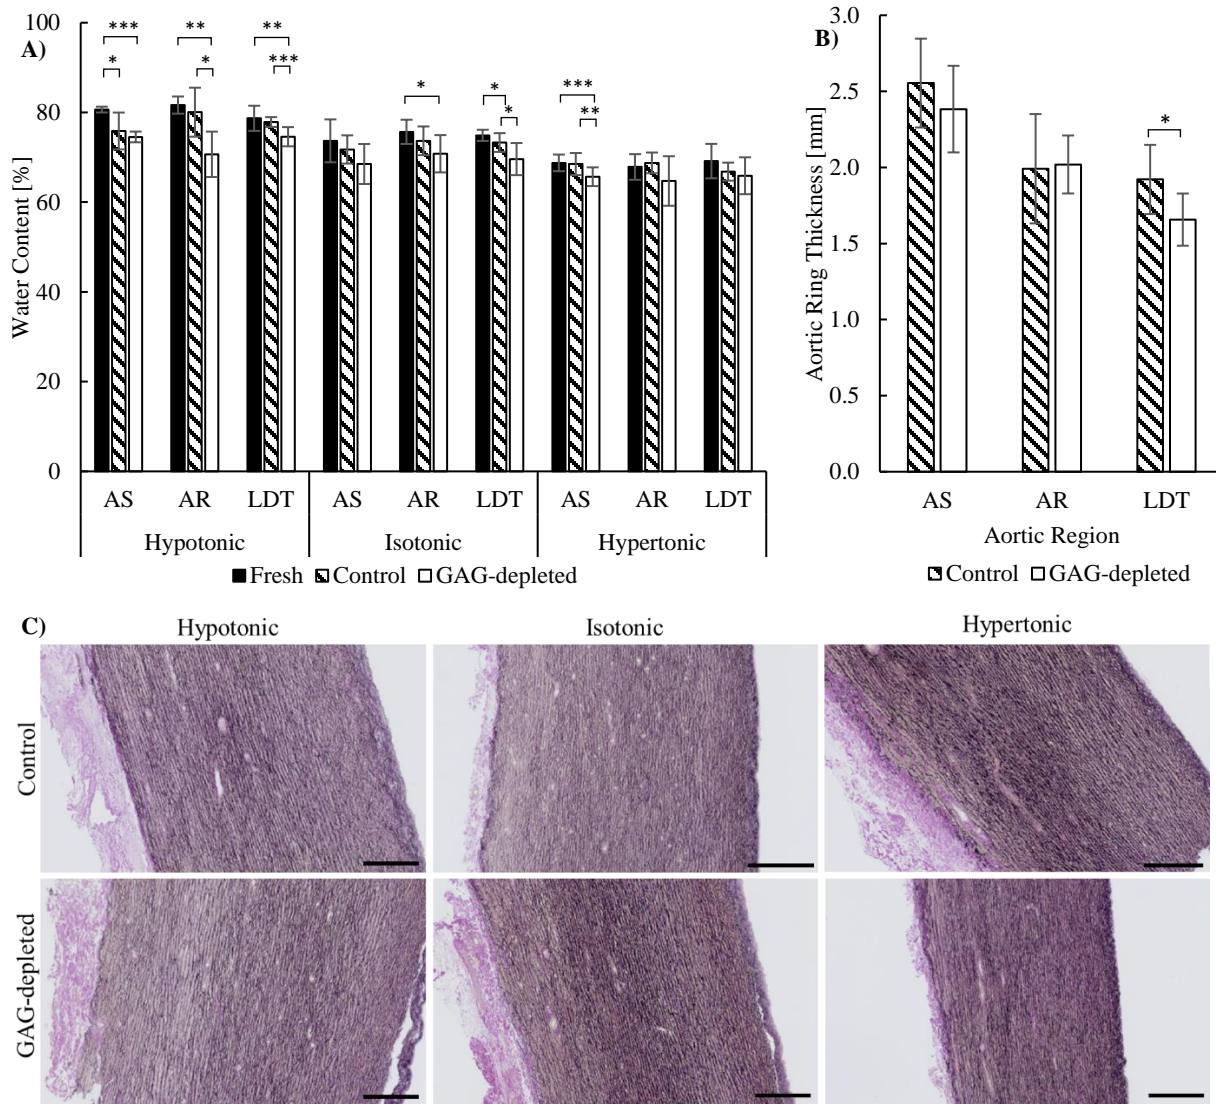 A)
Water Content [%]
100
80
60
40
20
0
***
*
**
*
**
***
*
*
*
***
**
AS AR LDT AS AR LDT AS AR LDT
Hypotonic Isotonic Hypertonic
Fresh Control GAG-depleted
B)
Aortic Ring Thickness [mm]
3.0
2.5
2.0
1.5
1.0
0.5
0.0
*
AS AR LDT
Aortic Region
Control GAG-depleted
C)
Hypotonic Isotonic Hypertonic
Control
GAG-depleted